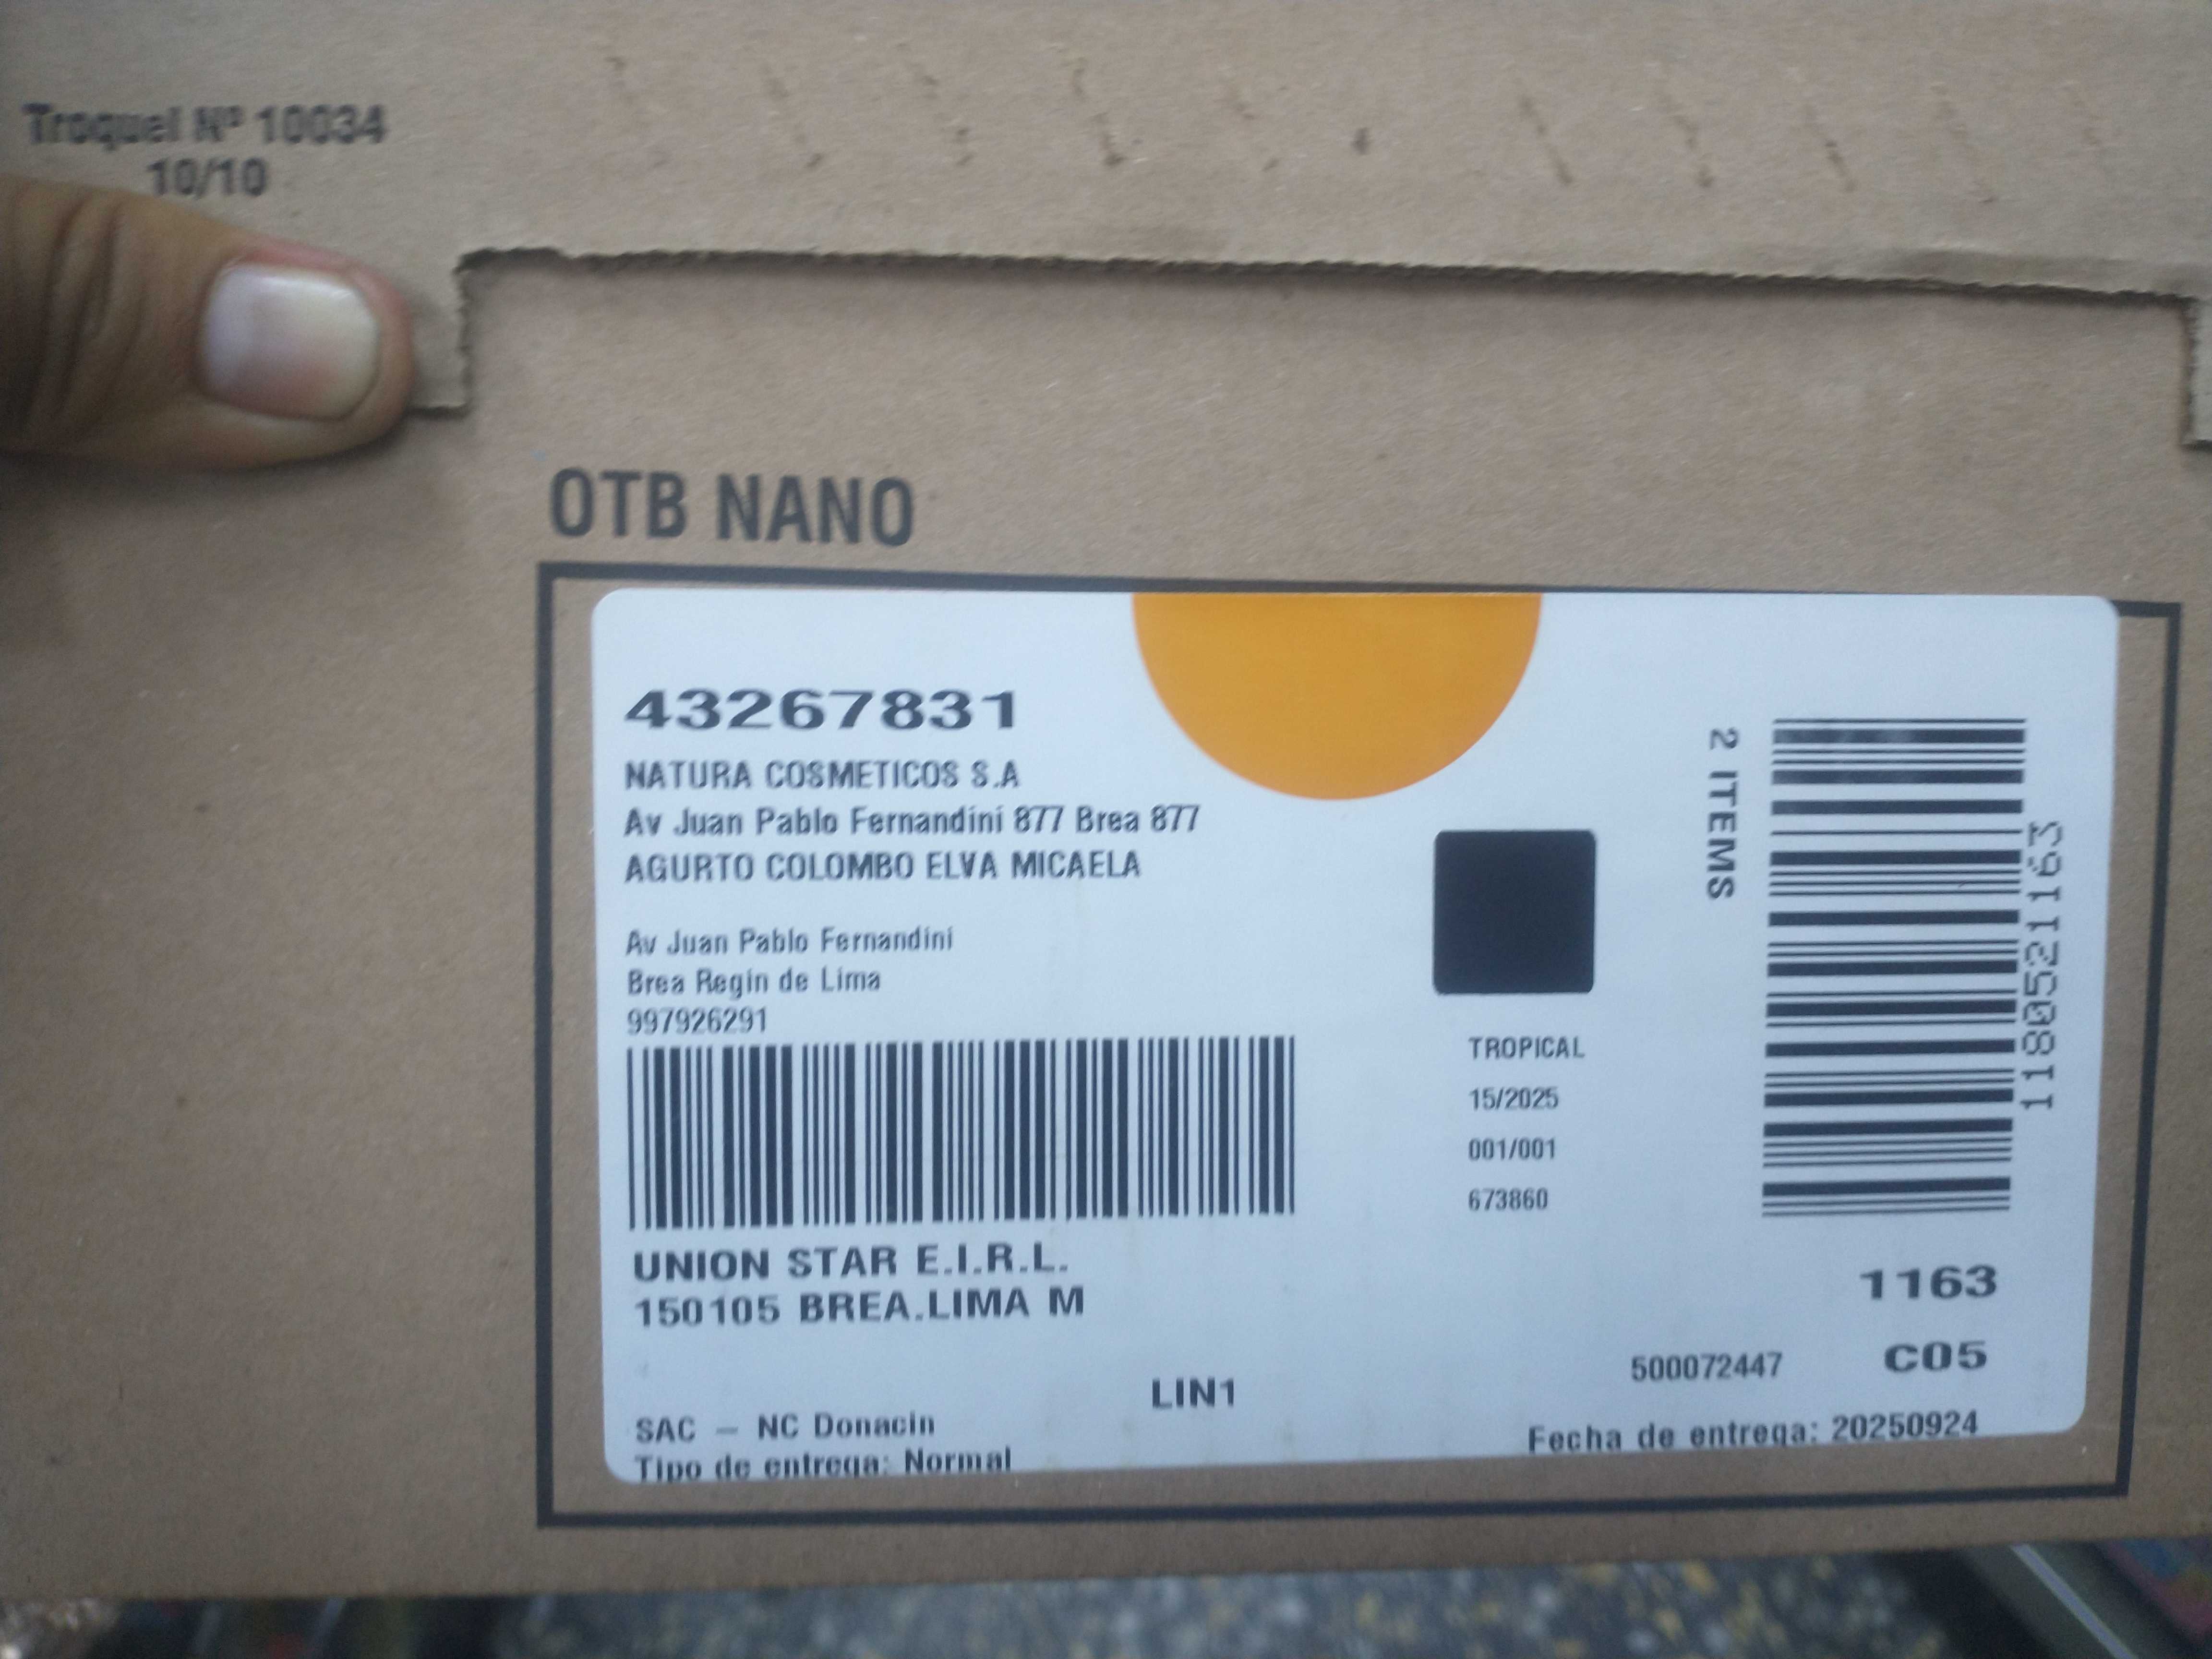 Troquel Nº 10034
10/10
OTB NANO
43267831
NATURA COSMETICOS S.A
Av Juan Pablo Fernandini 877 Brea 877
AGURTO COLOMBO ELVA MICAELA
Av Juan Pablo Fernandini
Brea Regin de Lima
997926291
UNION STAR E.I.R.L.
150105 BREA.LIMA M
LIN1
SAC - NC Donacin
Tipo de entrega: Normal
TROPICAL
15/2025
001/001
673860
2 ITEMS
1180521163
1163
500072447 C05
Fecha de entrega: 20250924